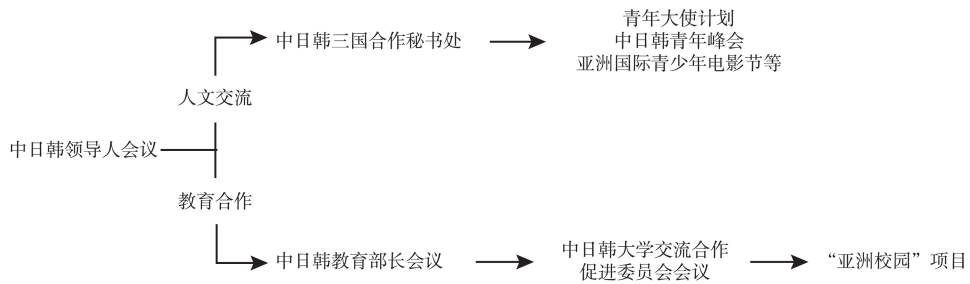 青年大使计划
中日韩三国合作秘书处
中日韩青年峰会
亚洲国际青少年电影节等
人文交流
中日韩领导人会议
教育合作
中日韩教育部长会议
中日韩大学交流合作
促进委员会会议
“亚洲校园”项目